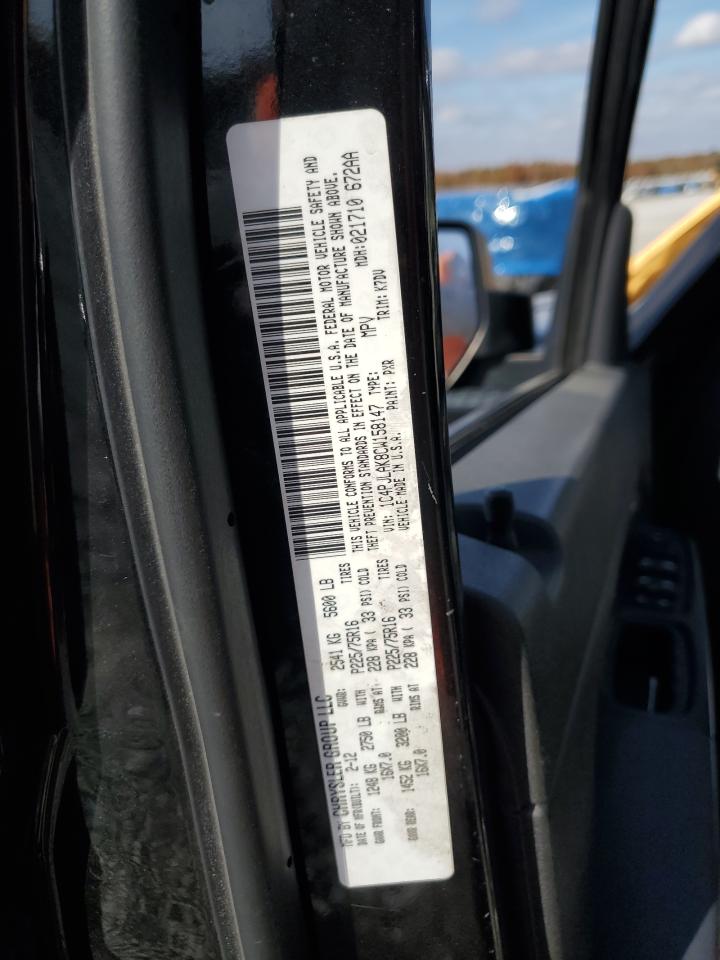 MFD BY CHRYSLER GROUP LLC
DATE OF MFR(BUILT): 2-12 GVWR: 2541 KG 5600 LB
GAWR FRONT: 1248 KG 2750 LB WITH P225/75R16 TIRES
16X7.0 RIMS AT: 228 KPA ( 33 PSI) COLD
GAWR REAR: 1452 KG 3200 LB WITH P225/75R16 TIRES
16X7.0 RIMS AT 228 KPA ( 33 PSI) COLD
THIS VEHICLE CONFORMS TO ALL APPLICABLE U.S.A. FEDERAL MOTOR VEHICLE SAFETY AND
THEFT PREVENTION STANDARDS IN EFFECT ON THE DATE OF MANUFACTURE SHOWN ABOVE.
VIN: 1C4PJLAK8CW158147 TYPE: MPV MDH:021710 672AA
VEHICLE MADE IN U.S.A. PAINT: PXR TRIM: K7DV